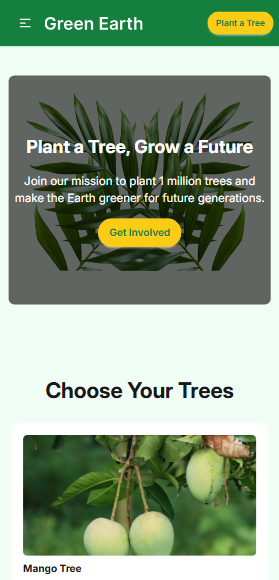 Green Earth
Plant a Tree
Plant a Tree, Grow a Future
Join our mission to plant 1 million trees and
make the Earth greener for future generations.
Get Involved
Choose Your Trees
Mango Tree